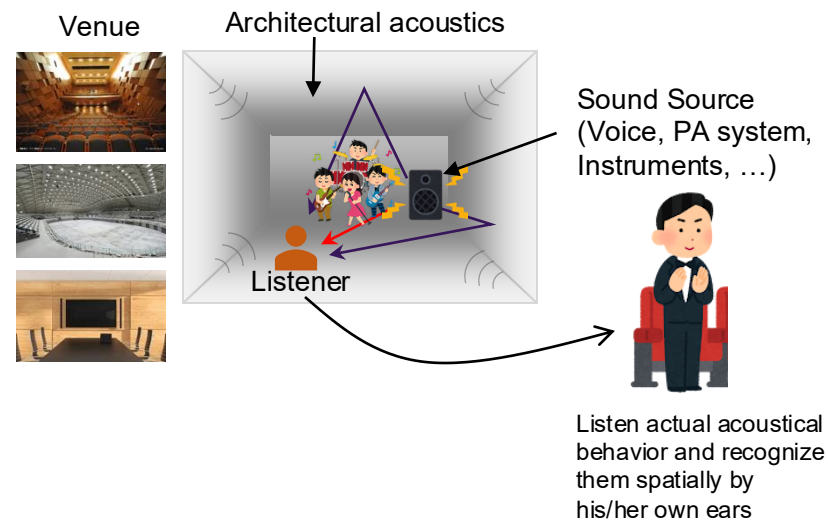 Venue
Architectural acoustics
Sound Source
(Voice, PA system,
Instruments, …)
Listener
Listen actual acoustical
behavior and recognize
them spatially by
his/her own ears